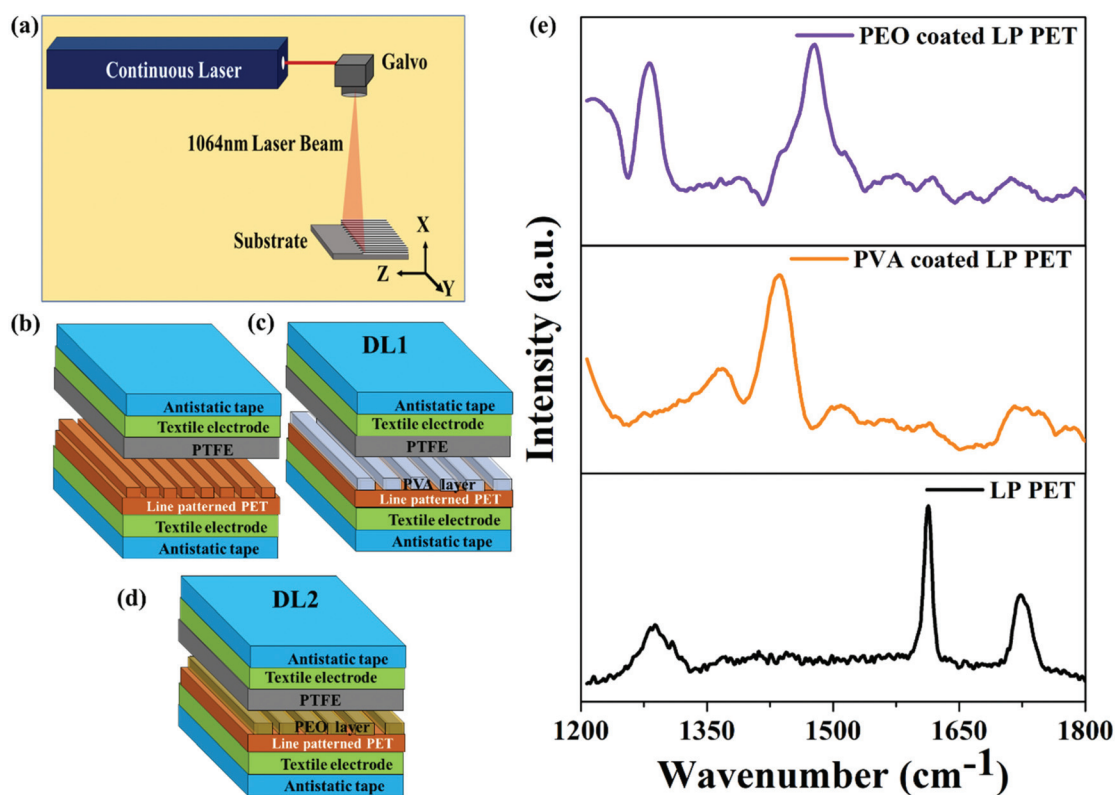 (a)
Continuous Laser
Galvo
1064nm Laser Beam
Substrate
X
Z
Y
(b)
Antistatic tape
Textile electrode
PTFE
Line patterned PET
Textile electrode
Antistatic tape
(c)
DL1
Antistatic tape
Textile electrode
PTFE
PVA layer
Line patterned PET
Textile electrode
Antistatic tape
(d)
DL2
Antistatic tape
Textile electrode
PTFE
PEO layer
Line patterned PET
Textile electrode
Antistatic tape
(e)
PEO coated LP PET
PVA coated LP PET
LP PET
Intensity (a.u.)
1200 1350 1500 1650 1800
Wavenumber (cm⁻¹)